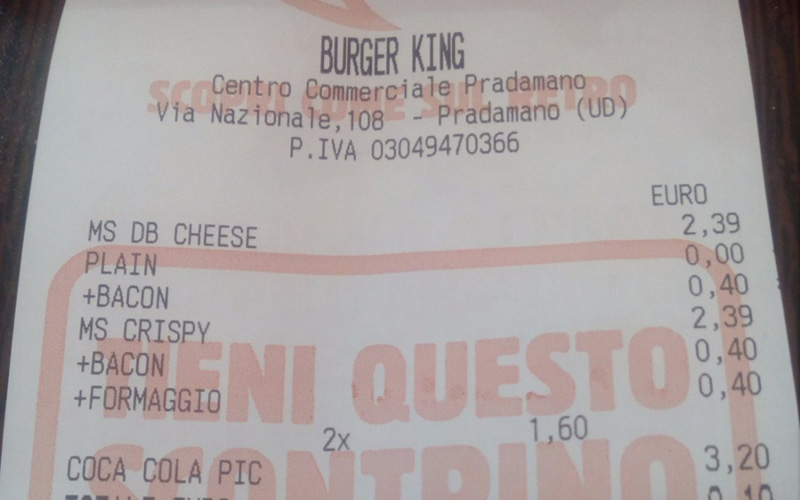 BURGER KING
Centro Commerciale Pradamano
Via Nazionale,108 - Pradamano (UD)
P.IVA 03049470366
EURO
MS DB CHEESE 2,39
PLAIN 0,00
+BACON 0,40
MS CRISPY 2,39
+BACON 0,40
+FORMAGGIO 0,40
2x 1,60
COCA COLA PIC 3,20
TIENI QUESTO
SCONTRINO